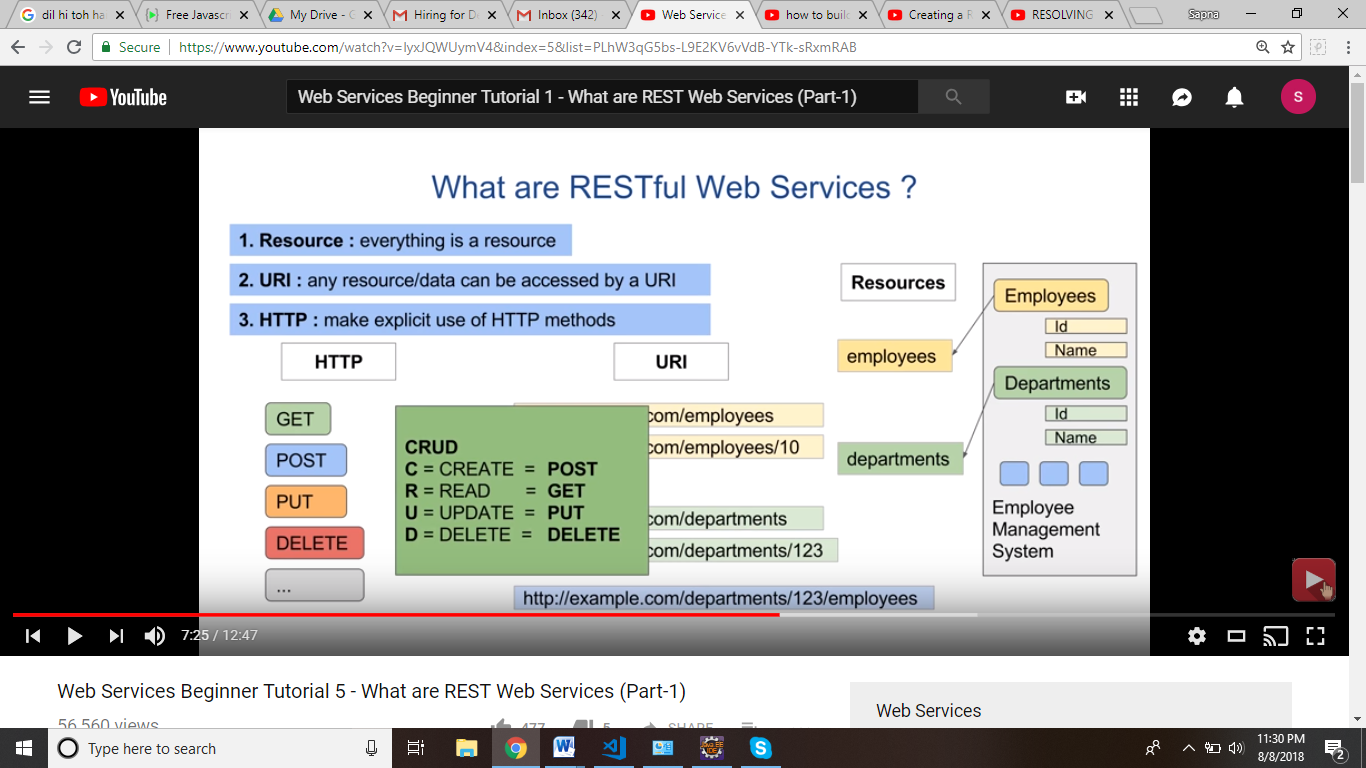 dil hi toh ha
Free Javascr
My Drive - G
Hiring for De
Inbox (342)
Web Service
how to buil
Creating a R
RESOLVING
Sapna
Secure
https://www.youtube.com/watch?v=IyxJQWUymV4&index=5&list=PLhW3qG5bs-L9E2KV6vVdB-YTk-sRxmRAB
YouTube
Web Services Beginner Tutorial 1 - What are REST Web Services (Part-1)
S
What are RESTful Web Services ?
1. Resource : everything is a resource
2. URI : any resource/data can be accessed by a URI
3. HTTP : make explicit use of HTTP methods
HTTP
URI
Resources
GET
POST
PUT
DELETE
...
CRUD
C = CREATE = POST
R = READ = GET
U = UPDATE = PUT
D = DELETE = DELETE
com/employees
com/employees/10
com/departments
com/departments/123
http://example.com/departments/123/employees
employees
departments
Employees
Id
Name
Departments
Id
Name
Employee
Management
System
7:25 / 12:47
Web Services Beginner Tutorial 5 - What are REST Web Services (Part-1)
56,560 views
477
5
SHARE
Web Services
Type here to search
11:30 PM
8/8/2018
2